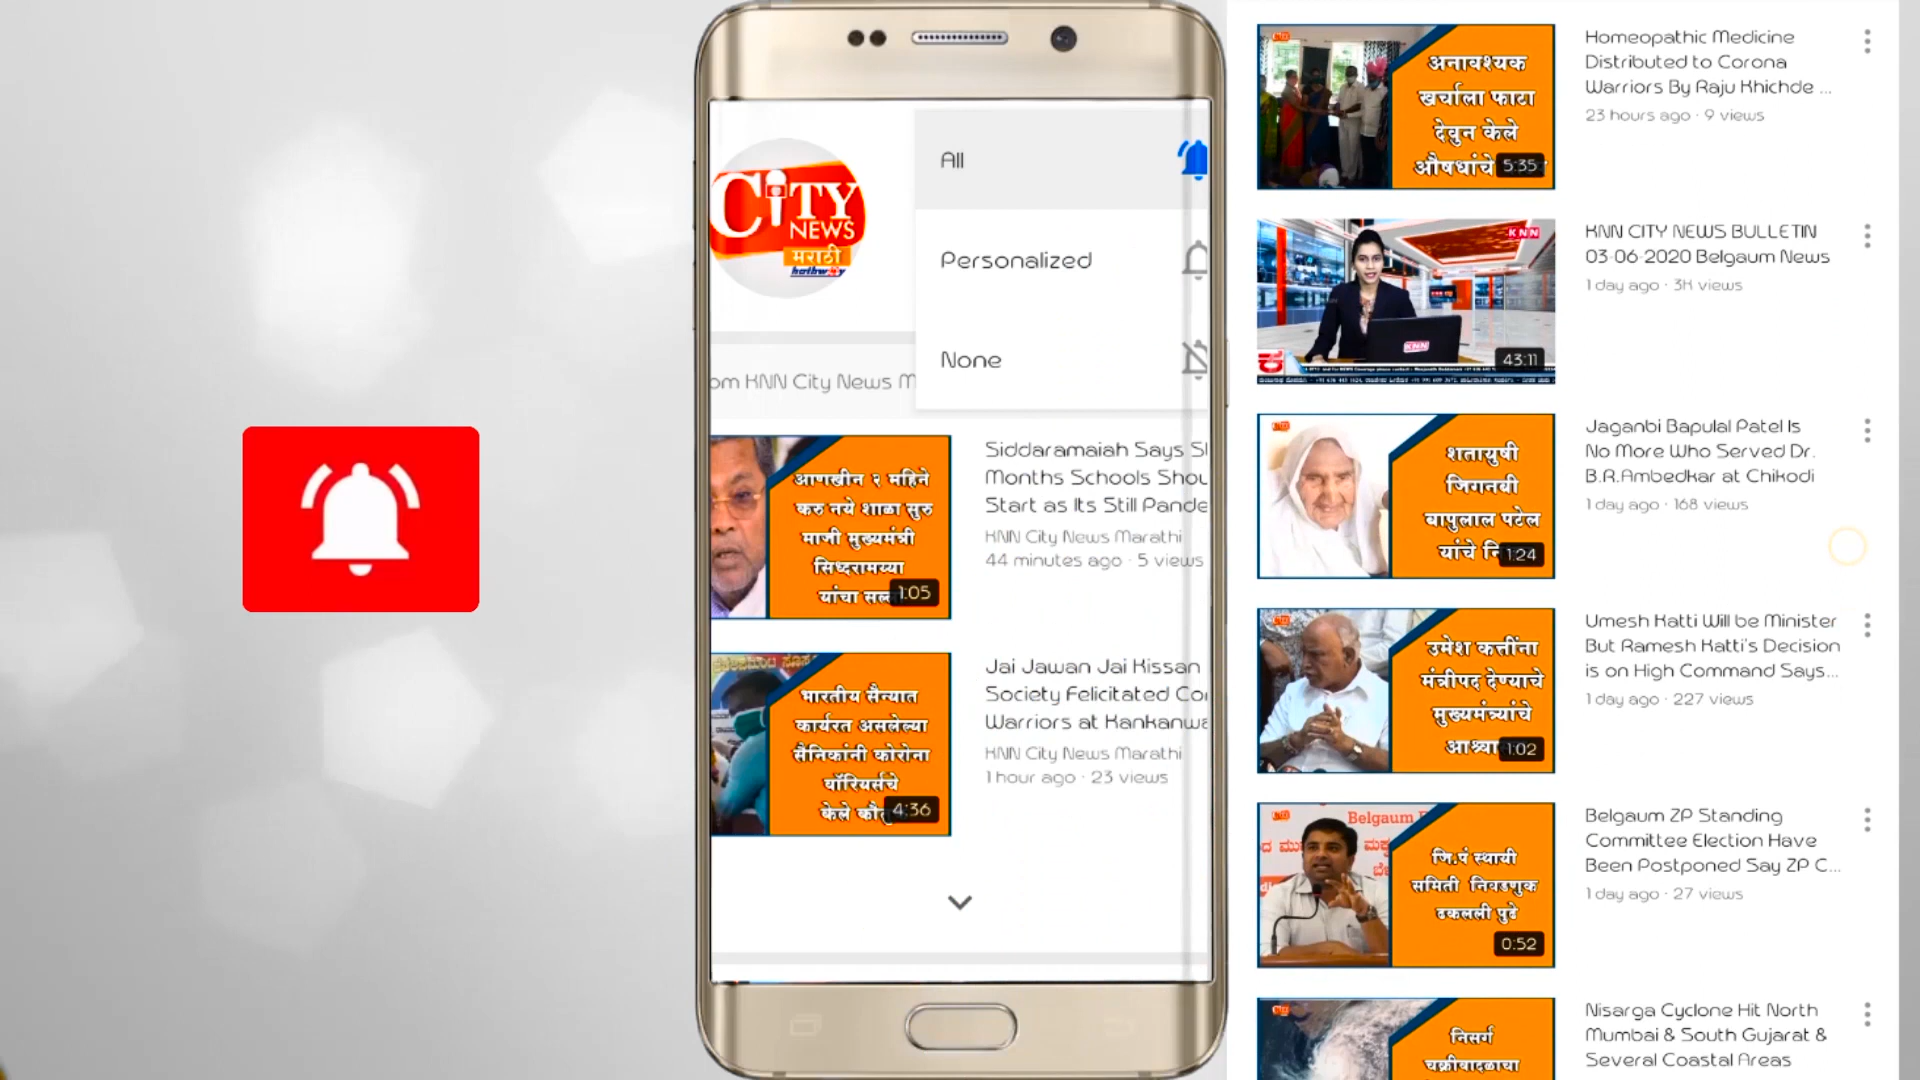 CITY
NEWS
मराठी
hathway
All
Personalized
None
om KNN City News M
आणखीन २ महिने
करु नये शाळा सुरु
माजी मुख्यमंत्री
सिध्दरामय्या
यांचा सल्ला
1:05
Siddaramaiah Says
Months Schools Shou
Start as Its Still Pande
KNN City News Marathi
44 minutes ago · 5 views
भारतीय सैन्यात
कार्यरत असलेल्या
सैनिकांनी कोरोना
वॉरियर्सचे
केले
4:36
Jai Jawan Jai Kissan
Society Felicitated Co
Warriors at Kankanwa
KNN City News Marathi
1 hour ago · 23 views
अनावश्यक
खर्चाला फाटा
देवुन केले
औषधांचे
5:35
Homeopathic Medicine
Distributed to Corona
Warriors By Raju Khichde ...
23 hours ago · 9 views
KNN
KNN
43:11
KNN CITY NEWS BULLETIN
03-06-2020 Belgaum News
1 day ago · 3K views
शतायुषी
जिगनबी
बापुलाल पटेल
यांचे
1:24
Jaganbi Bapulal Patel Is
No More Who Served Dr.
B.R.Ambedkar at Chikodi
1 day ago · 168 views
उमेश कत्तींना
मंत्रीपद देण्याचे
मुख्यमंत्र्यांचे
1:02
Umesh Katti Will be Minister
But Ramesh Katti's Decision
is on High Command Says...
1 day ago · 227 views
Belgaum
जि.पं स्थायी
समिती निवडणुक
ढकलली पुढे
0:52
Belgaum ZP Standing
Committee Election Have
Been Postponed Say ZP C...
1 day ago · 27 views
निसर्ग
चक्रीवादळाचा
Nisarga Cyclone Hit North
Mumbai & South Gujarat &
Several Coastal Areas